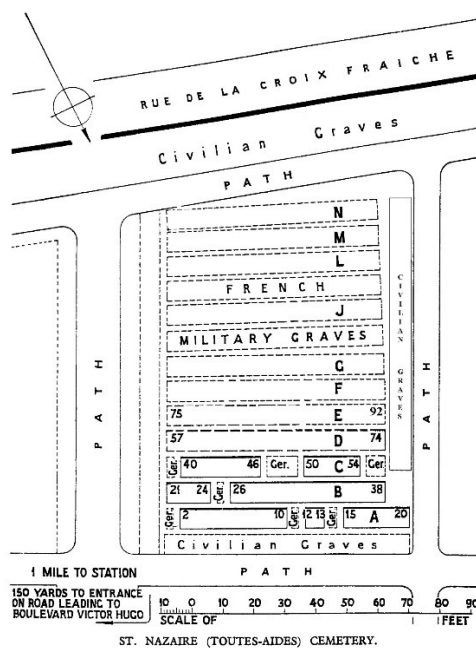 RUE DE LA CROIX FRAICHE
Civilian Graves
PATH
N
M
L
FRENCH
J
MILITARY GRAVES
G
F
75 E 92
57 D 74
Ger. 40 46 Ger. 50 C 54 Ger.
21 24 Ger. 26 B 38
Ger. 2 10 Ger. 12 13 Ger. 15 A 20
Civilian Graves
CIVILIAN GRAVES
PATH
PATH
PATH
1 MILE TO STATION
150 YARDS TO ENTRANCE
ON ROAD LEADING TO
BOULEVARD VICTOR HUGO
10 0 10 20 30 40 50 60 70 80 90
SCALE OF FEET
ST. NAZAIRE (TOUTES-AIDES) CEMETERY.